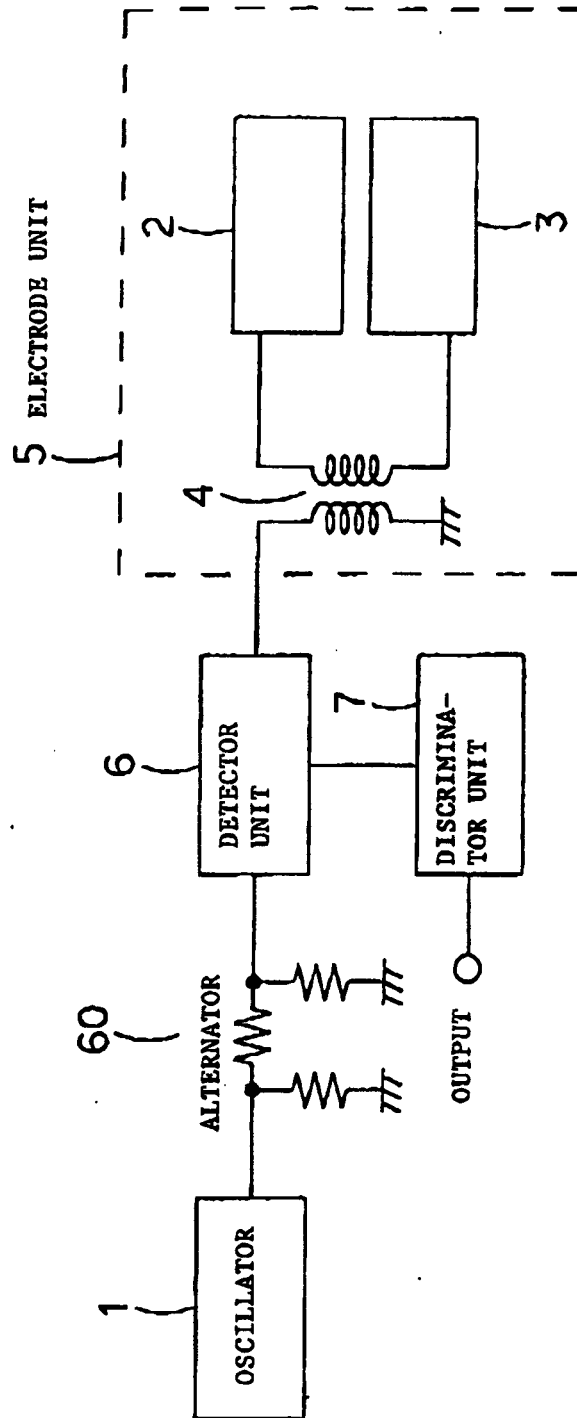 5 ELECTRODE UNIT
2
3
4
6
DETECTOR
UNIT
7
DISCRIMINA-
TOR UNIT
60
ALTERNATOR
OUTPUT
1
OSCILLATOR